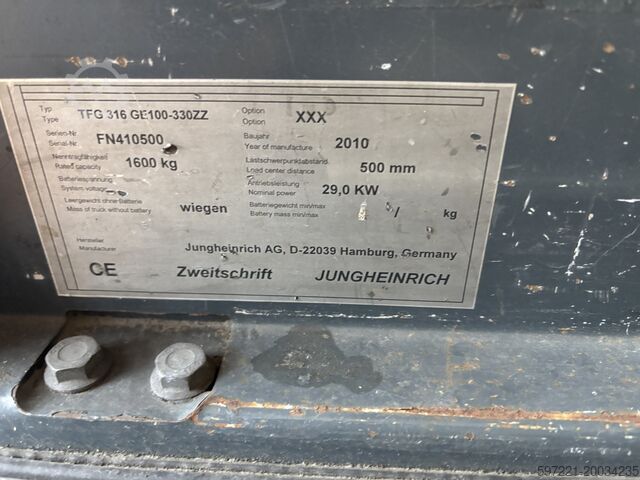 Typ
Type TFG 316 GE100-330ZZ Option
Option XXX
Serien-Nr.
Serial-Nr. FN410500 Baujahr
Year of manufacture 2010
Nenntragfähigkeit
Rated capacity 1600 kg Lastschwerpunktabstand
Load center distance 500 mm
Batteriespannung
System voltage Antriebsleistung
Nominal power 29,0 KW
Leergewicht ohne Batterie
Mass of truck without battery wiegen Batteriegewicht min/max
Battery mass min/max / kg
Hersteller
Manufacturer Jungheinrich AG, D-22039 Hamburg, Germany
CE Zweitschrift JUNGHEINRICH
597221-20034235